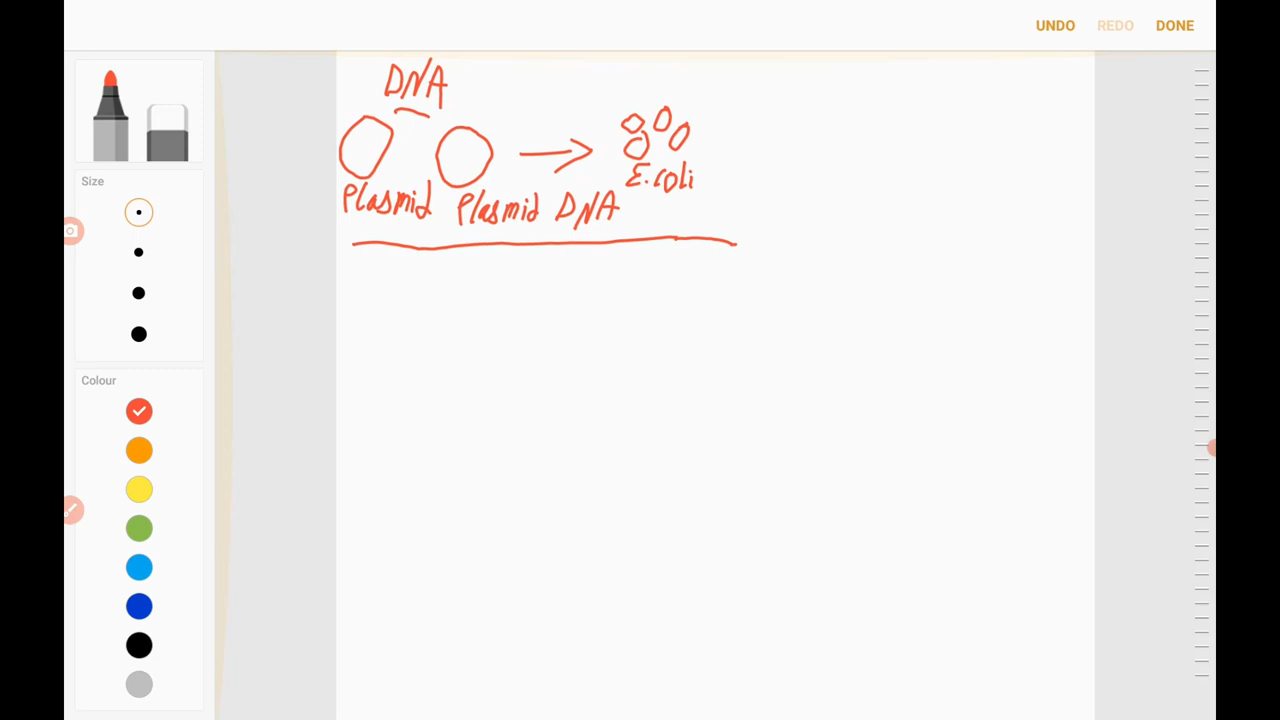 UNDO REDO DONE
Size
Colour
DNA
Plasmid Plasmid DNA
E.coli